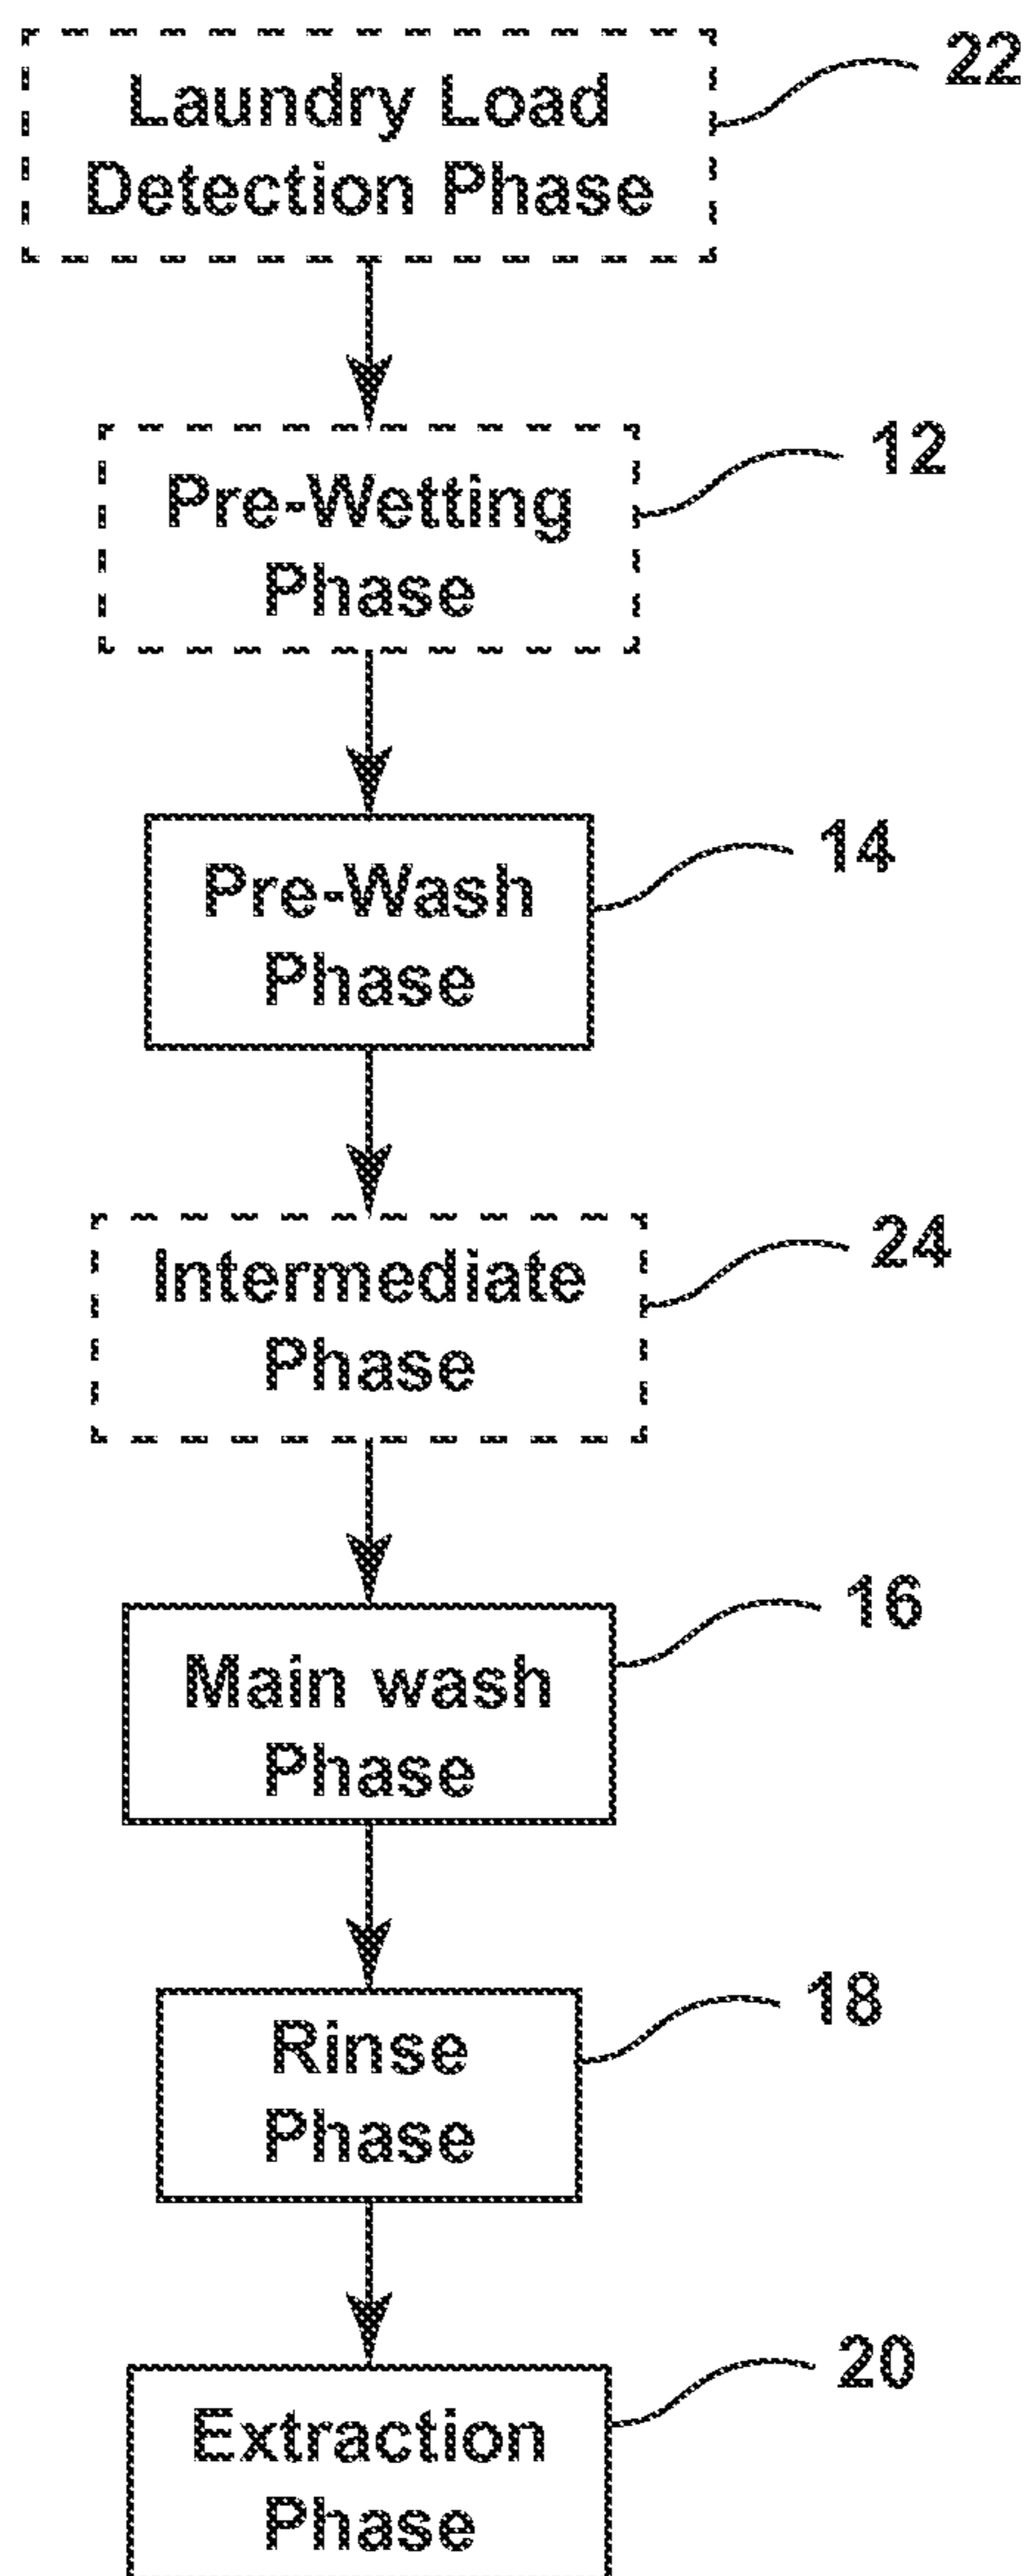 Laundry Load
Detection Phase
22
Pre-Wetting
Phase
12
Pre-Wash
Phase
14
Intermediate
Phase
24
Main wash
Phase
16
Rinse
Phase
18
Extraction
Phase
20